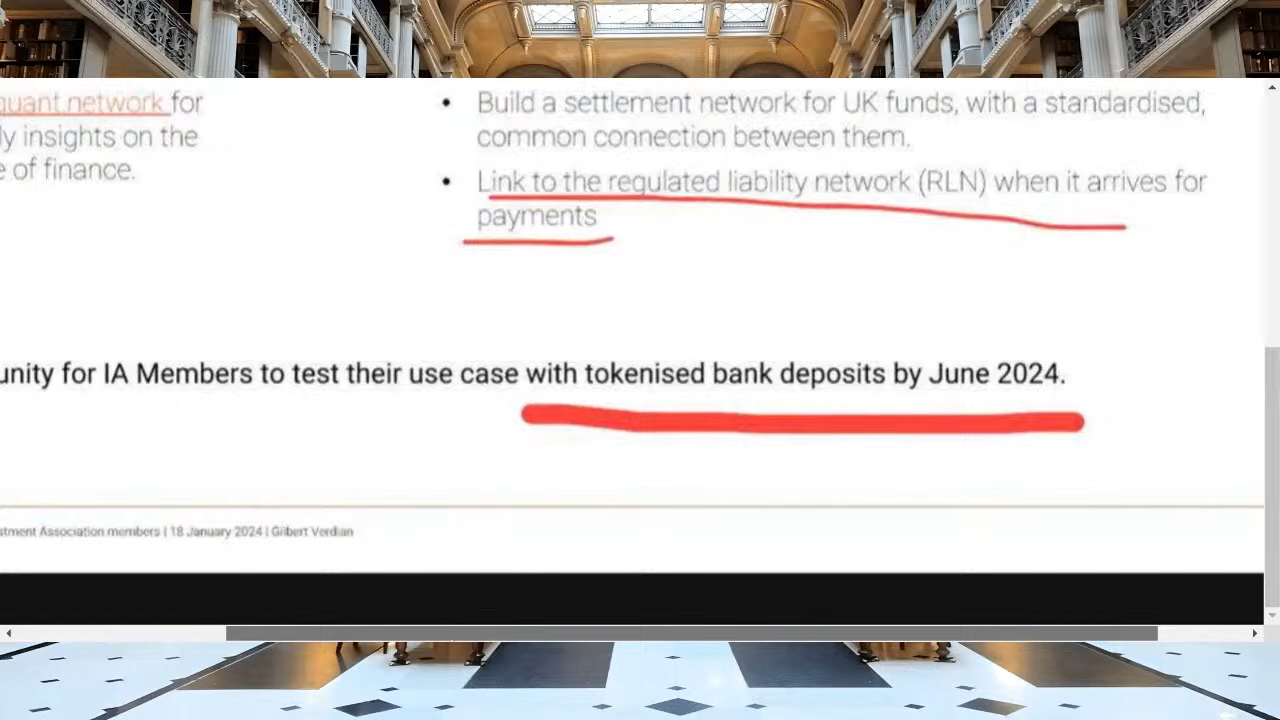 quant network for
ly insights on the
e of finance.
• Build a settlement network for UK funds, with a standardised,
common connection between them.
• Link to the regulated liability network (RLN) when it arrives for
payments
unity for IA Members to test their use case with tokenised bank deposits by June 2024.
stment Association members | 18 January 2024 | Gilbert Verdian